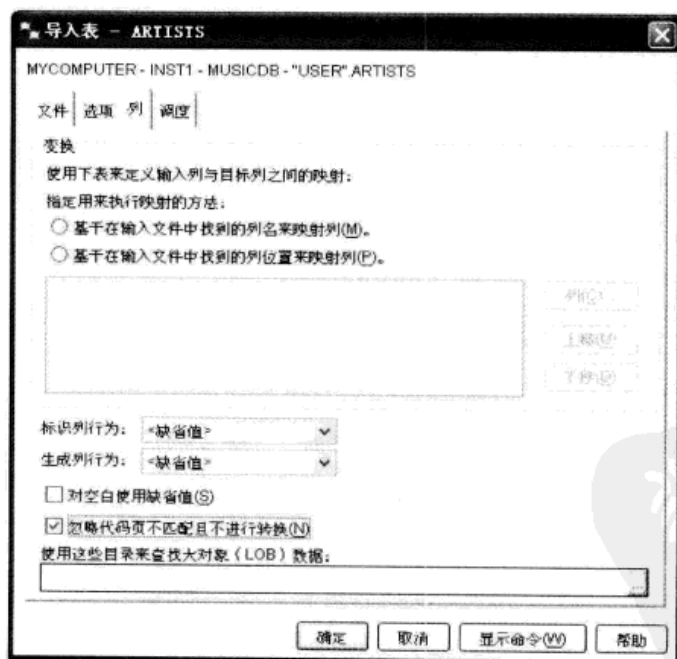 导入表 - ARTISTS
MYCOMPUTER - INST1 - MUSICDB - "USER".ARTISTS
文件 选项 列 调度
变换
使用下表来定义输入列与目标列之间的映射：
指定用来执行映射的方法：
基于在输入文件中找到的列名来映射列(M)。
基于在输入文件中找到的列位置来映射列(P)。
上移(U)
下移(D)
标识列行为： <缺省值>
生成列行为： <缺省值>
对空白使用缺省值(S)
忽略代码页不匹配且不进行转换(N)
使用这些目录来查找大对象（LOB）数据：
...
确定 取消 显示命令(W) 帮助